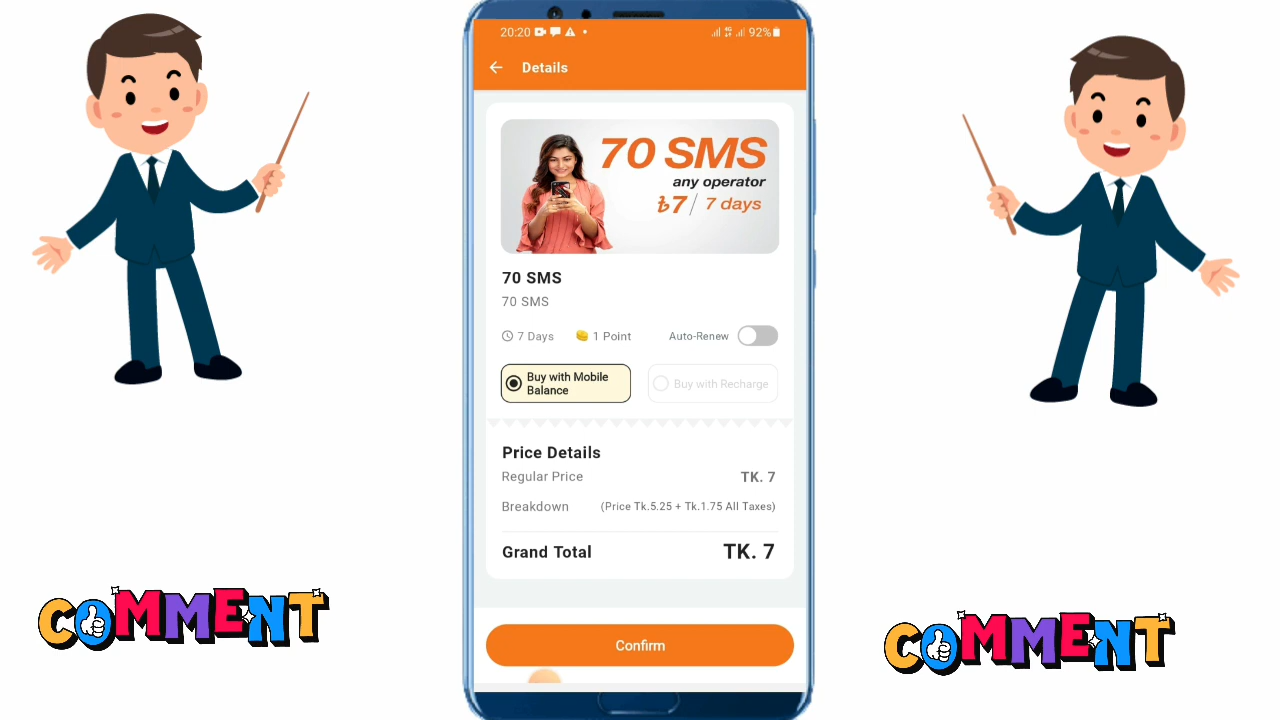 20:20
4G
92%
Details
70 SMS
any operator
৳7/ 7 days
70 SMS
70 SMS
7 Days
1 Point
Auto-Renew
Buy with Mobile
Balance
Buy with Recharge
Price Details
Regular Price
TK. 7
Breakdown
(Price Tk.5.25 + Tk.1.75 All Taxes)
Grand Total
TK. 7
COMMENT
COMMENT
Confirm